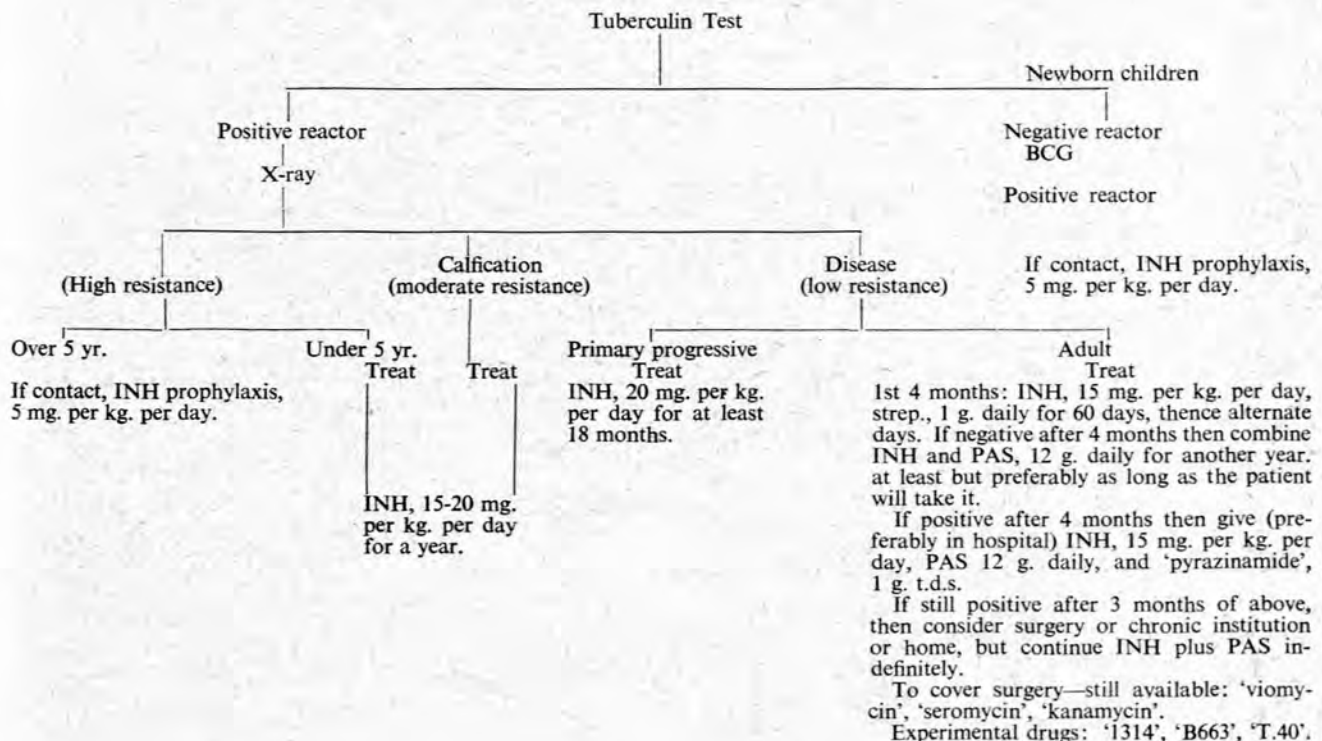 Tuberculin Test
Newborn children
Positive reactor
X-ray
Negative reactor
BCG
Positive reactor
(High resistance)
Calfication
(moderate resistance)
Disease
(low resistance)
If contact, INH prophylaxis,
5 mg. per kg. per day.
Over 5 yr.
If contact, INH prophylaxis,
5 mg. per kg. per day.
Under 5 yr.
Treat
Treat
INH, 15-20 mg.
per kg. per day
for a year.
Primary progressive
Treat
INH, 20 mg. per kg.
per day for at least
18 months.
Adult
Treat
1st 4 months: INH, 15 mg. per kg. per day,
strep., 1 g. daily for 60 days, thence alternate
days. If negative after 4 months then combine
INH and PAS, 12 g. daily for another year.
at least but preferably as long as the patient
will take it.
If positive after 4 months then give (pre-
ferably in hospital) INH, 15 mg. per kg. per
day, PAS 12 g. daily, and ‘pyrazinamide’,
1 g. t.d.s.
If still positive after 3 months of above,
then consider surgery or chronic institution
or home, but continue INH plus PAS in-
definitely.
To cover surgery—still available: ‘viomy-
cin’, ‘seromycin’, ‘kanamycin’.
Experimental drugs: ‘1314’, ‘B663’, ‘T.40’.